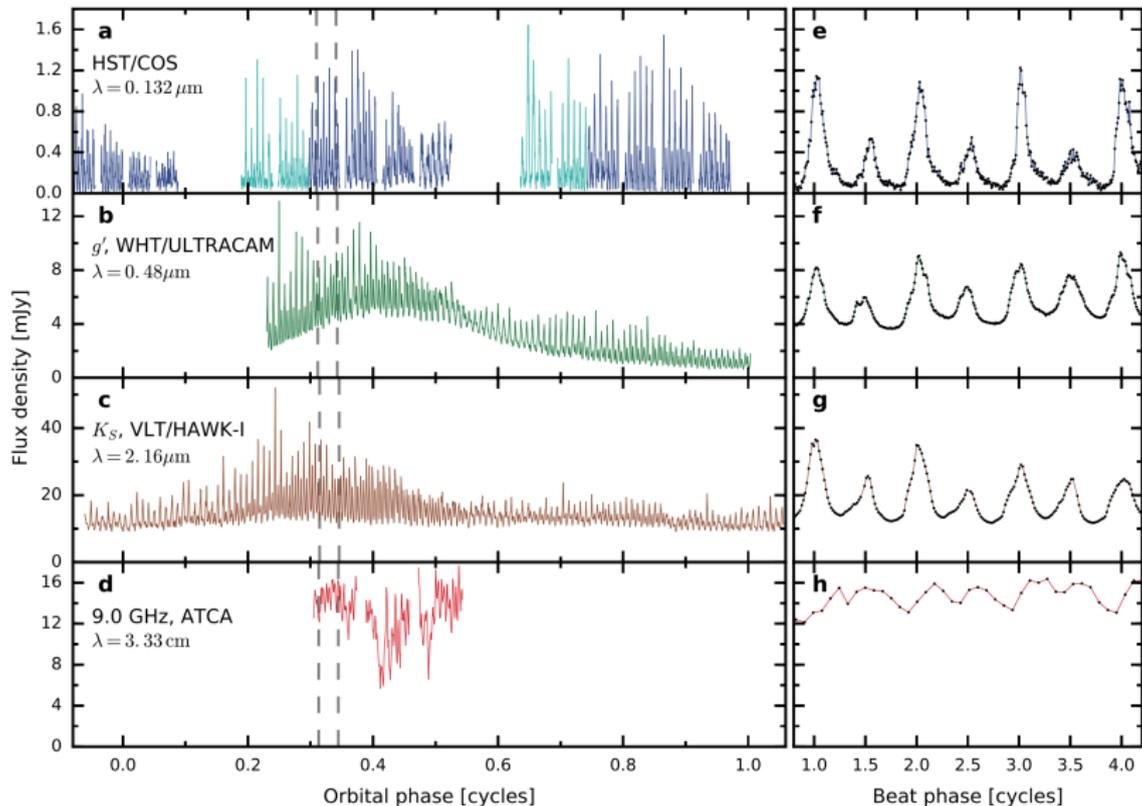 Flux density [mJy]
a
HST/COS
λ = 0.132 μm
1.6
1.2
0.8
0.4
0.0
b
g′, WHT/ULTRACAM
λ = 0.48μm
12
8
4
0
c
K_S, VLT/HAWK-I
λ = 2.16μm
40
20
0
d
9.0 GHz, ATCA
λ = 3.33cm
16
12
8
4
0
0.0 0.2 0.4 0.6 0.8 1.0
Orbital phase [cycles]
e
f
g
h
1.0 1.5 2.0 2.5 3.0 3.5 4.0
Beat phase [cycles]